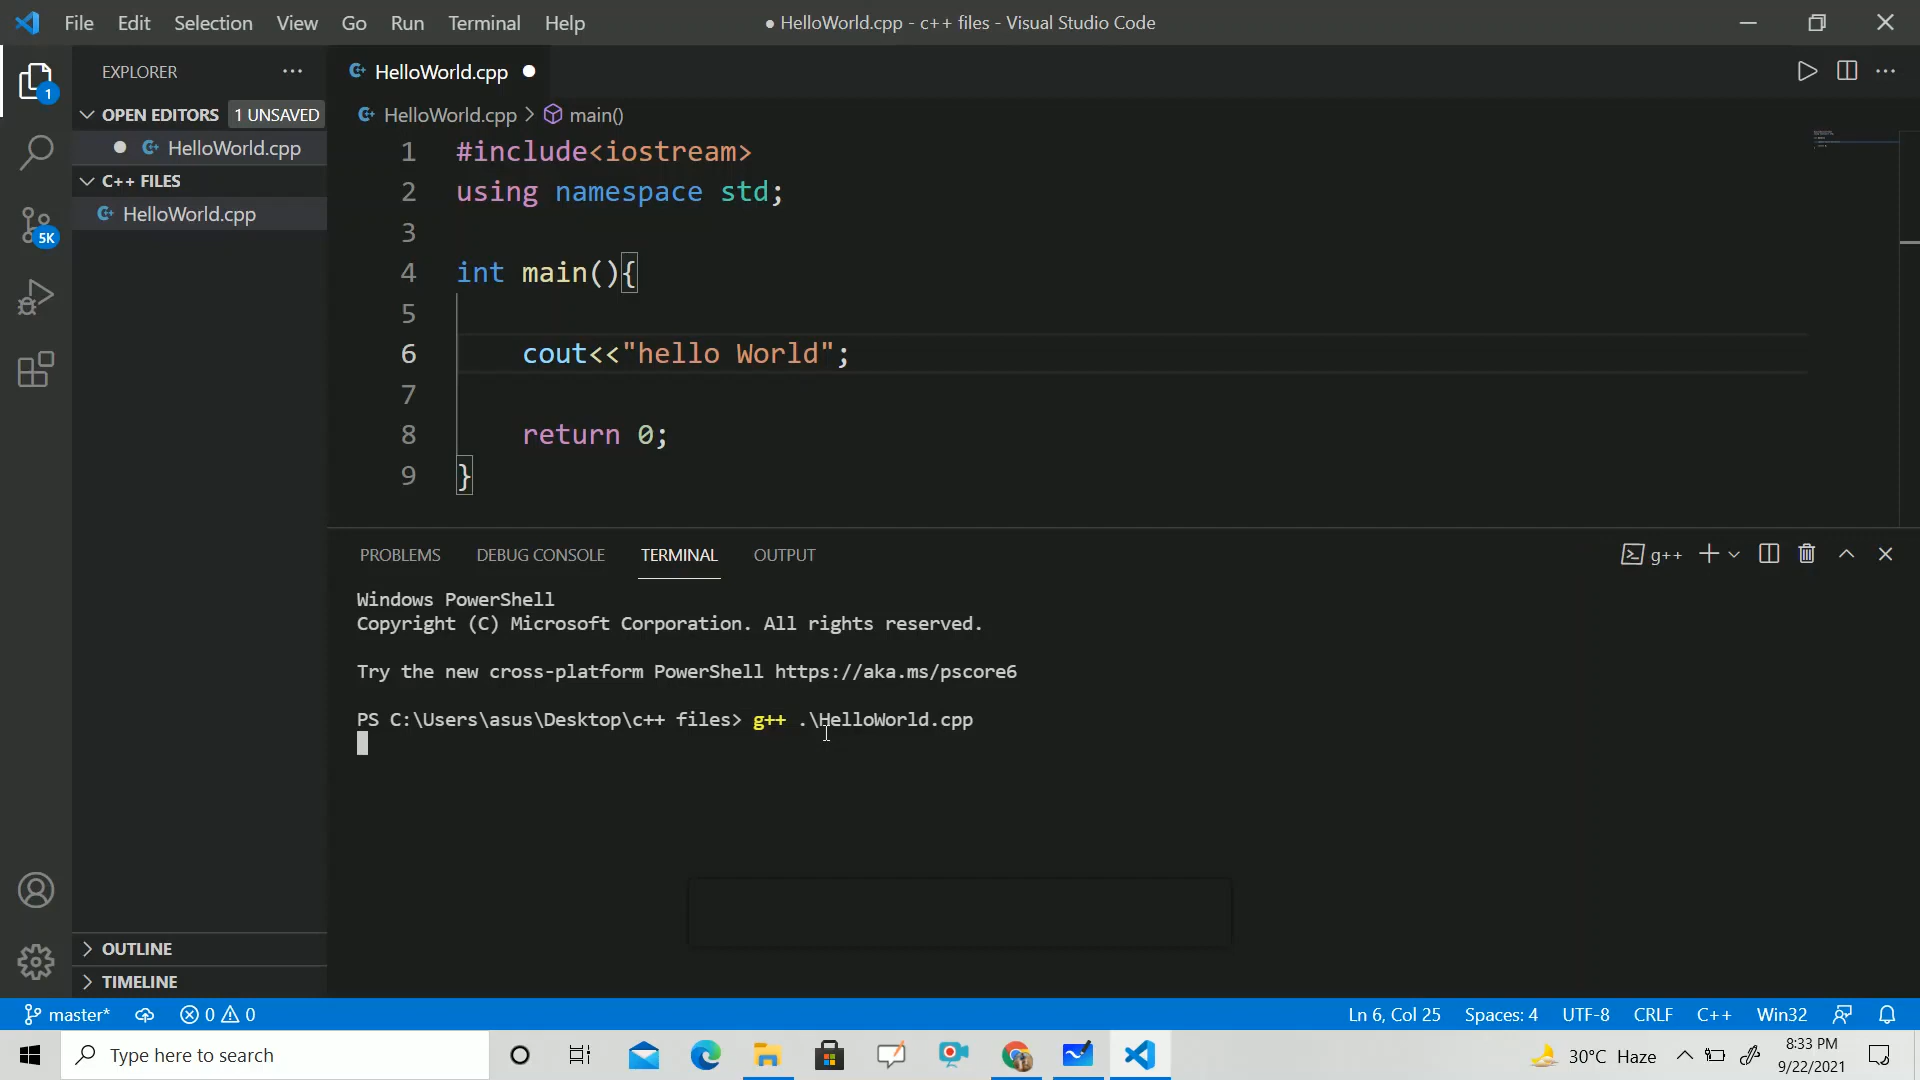 File Edit Selection View Go Run Terminal Help
● HelloWorld.cpp - c++ files - Visual Studio Code
EXPLORER
HelloWorld.cpp
1
OPEN EDITORS 1 UNSAVED
HelloWorld.cpp
C++ FILES
HelloWorld.cpp
5K
OUTLINE
TIMELINE
HelloWorld.cpp > main()
1 #include<iostream>
2 using namespace std;
3
4 int main(){
5
6 cout<<"hello World";
7
8 return 0;
9 }
PROBLEMS DEBUG CONSOLE TERMINAL OUTPUT
g++
Windows PowerShell
Copyright (C) Microsoft Corporation. All rights reserved.
Try the new cross-platform PowerShell https://aka.ms/pscore6
PS C:\Users\asus\Desktop\c++ files> g++ .\HelloWorld.cpp
master* 0 0
Ln 6, Col 25 Spaces: 4 UTF-8 CRLF C++ Win32
Type here to search
30°C Haze
8:33 PM
9/22/2021